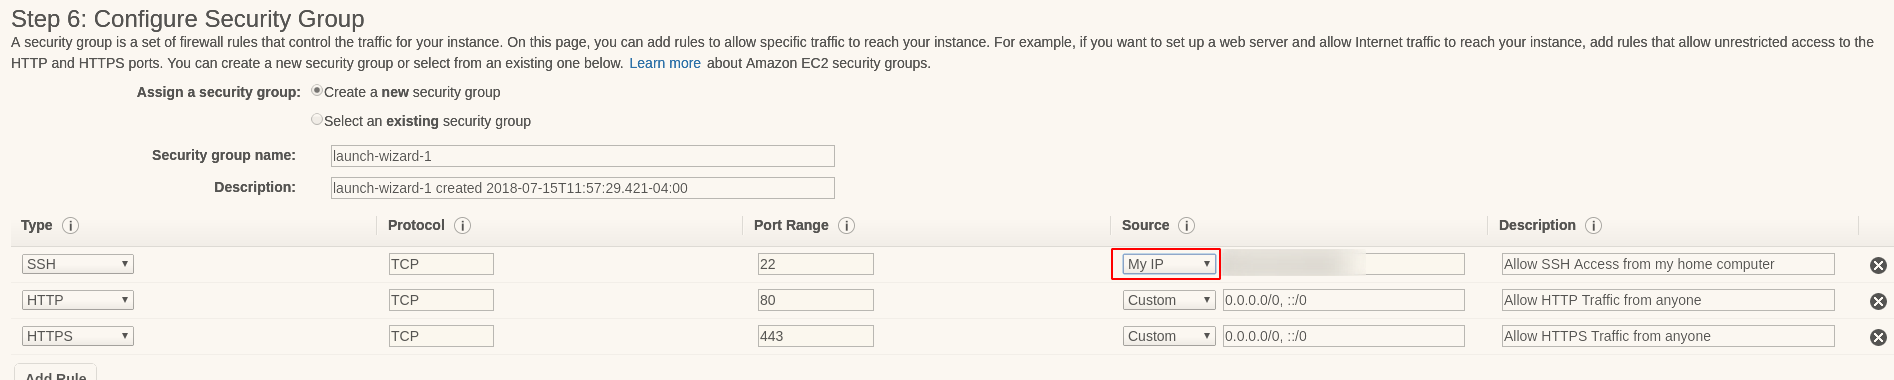 Step 6: Configure Security Group
A security group is a set of firewall rules that control the traffic for your instance. On this page, you can add rules to allow specific traffic to reach your instance. For example, if you want to set up a web server and allow Internet traffic to reach your instance, add rules that allow unrestricted access to the
HTTP and HTTPS ports. You can create a new security group or select from an existing one below. Learn more about Amazon EC2 security groups.
Assign a security group: Create a new security group
Select an existing security group
Security group name: launch-wizard-1
Description: launch-wizard-1 created 2018-07-15T11:57:29.421-04:00
Type i Protocol i Port Range i Source i Description i
SSH TCP 22 My IP Allow SSH Access from my home computer
HTTP TCP 80 Custom 0.0.0.0/0, ::/0 Allow HTTP Traffic from anyone
HTTPS TCP 443 Custom 0.0.0.0/0, ::/0 Allow HTTPS Traffic from anyone
Add Rule